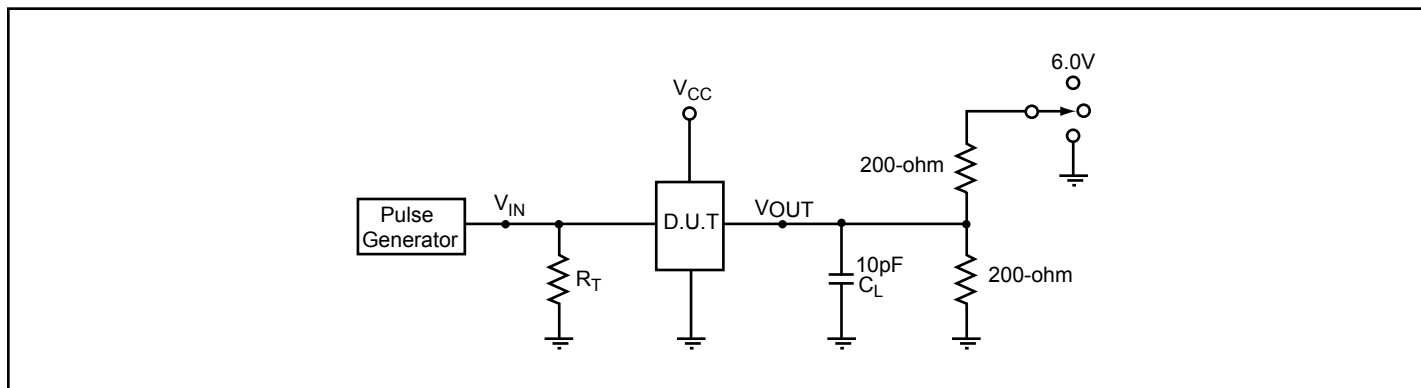 6.0V
VCC
200-ohm
VIN
VOUT
Pulse
Generator
D.U.T
10pF
CL
200-ohm
RT